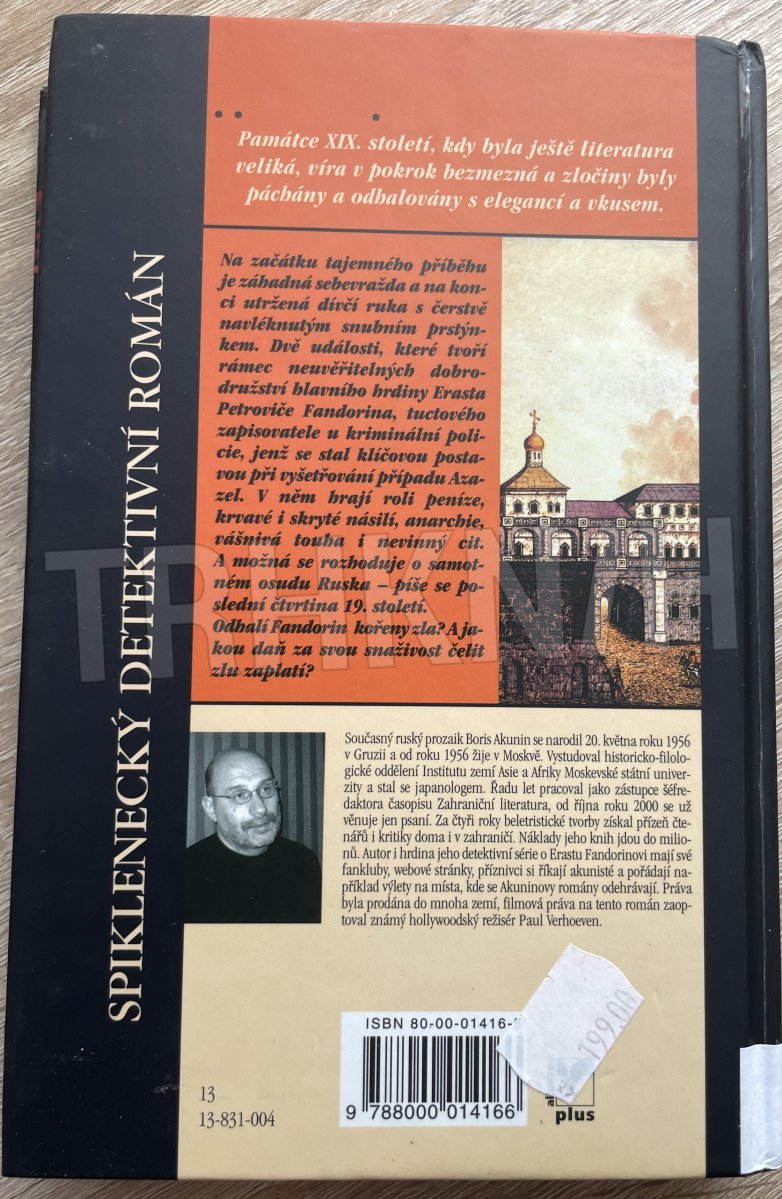 Památce XIX. století, kdy byla ještě literatura
veliká, víra v pokrok bezmezná a zločiny byly
páchány a odhalovány s elegancí a vkusem.
Na začátku tajemného příběhu
je záhadná sebevražda a na kon-
ci utržená dívčí ruka s čerstvě
navléknutým snubním prstýn-
kem. Dvě události, které tvoří
rámec neuvěřitelných dobro-
družství hlavního hrdiny Erasta
Petroviče Fandorina, tuctového
zapisovatele u kriminální poli-
cie, jenž se stal klíčovou posta-
vou při vyšetřování případu Aza-
zel. V něm hrají roli peníze,
krvavé i skryté násilí, anarchie,
vášnivá touha i nevinný cit.
A možná se rozhoduje o samot-
ném osudu Ruska – píše se po-
slední čtvrtina 19. století.
Odhalí Fandorin kořeny zla? A ja-
kou daň za svou snaživost čelit
zlu zaplatí?
SPIKLENECKÝ DETEKTIVNÍ ROMÁN
Současný ruský prozaik Boris Akunin se narodil 20. května roku 1956
v Gruzii a od roku 1956 žije v Moskvě. Vystudoval historicko-filolo-
gické oddělení Institutu zemí Asie a Afriky Moskevské státní univer-
zity a stal se japanologem. Řadu let pracoval jako zástupce šéfre-
daktora časopisu Zahraniční literatura, od října roku 2000 se už
věnuje jen psaní. Za čtyři roky beletristické tvorby získal přízeň čte-
nářů i kritiky doma i v zahraničí. Náklady jeho knih jdou do milio-
nů. Autor i hrdina jeho detektivní série o Erastu Fandorinovi mají své
fankluby, webové stránky, příznivci si říkají akunisté a pořádají na-
příklad výlety na místa, kde se Akuninovy romány odehrávají. Práva
byla prodána do mnoha zemí, filmová práva na tento román zaop-
toval známý hollywoodský režisér Paul Verhoeven.
ISBN 80-00-01416-
199,00
9 788000 014166
plus
13
13-831-004
TRHKNIH